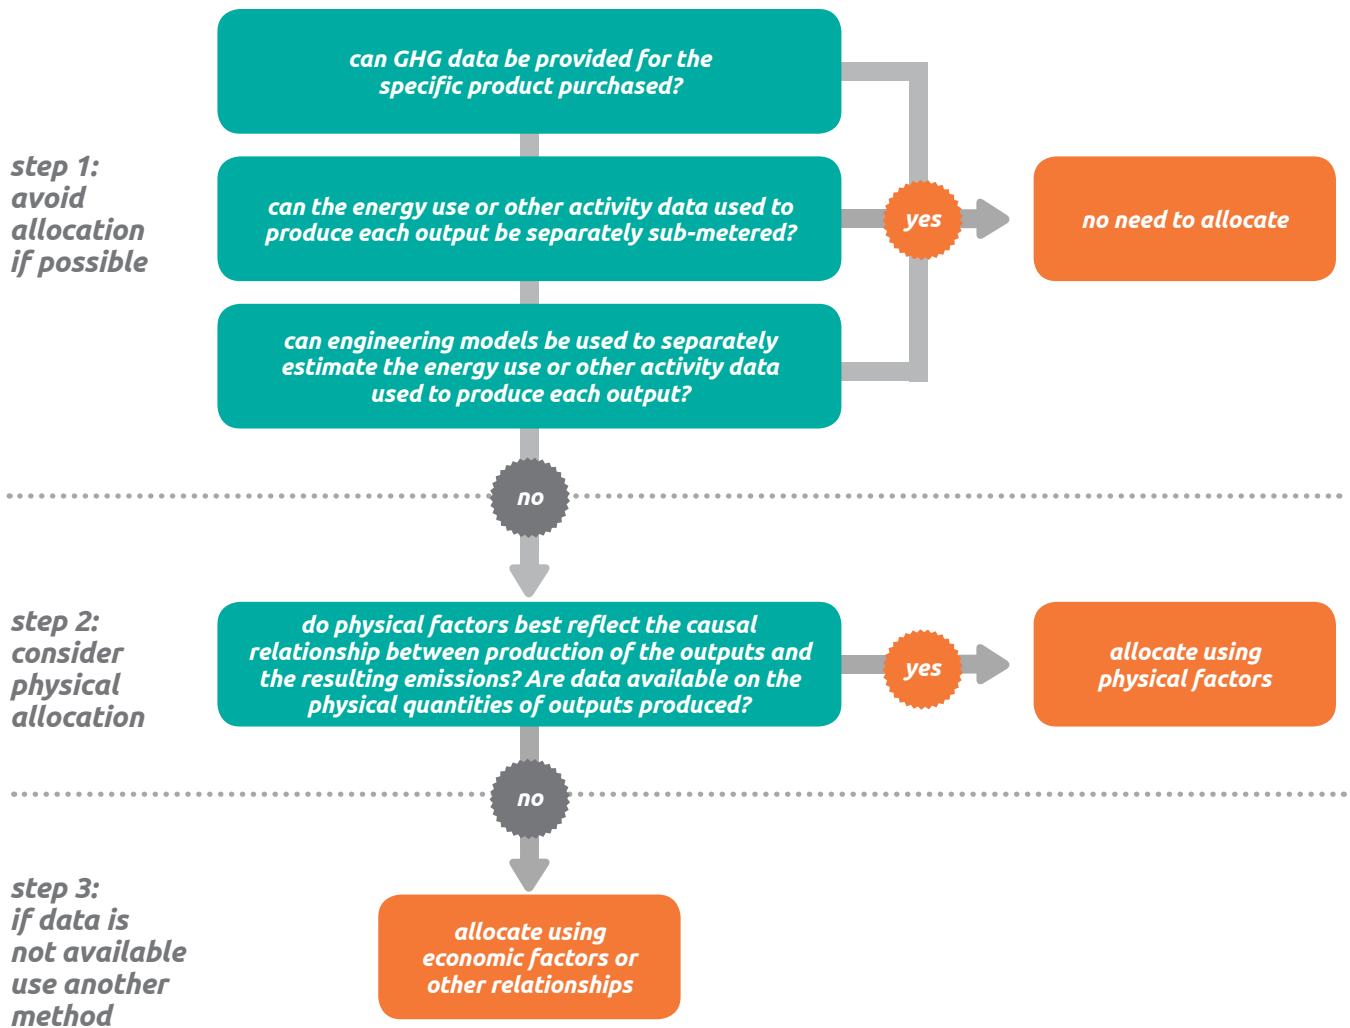 can GHG data be provided for the
specific product purchased?
step 1:
avoid
allocation
if possible
can the energy use or other activity data used to
produce each output be separately sub-metered?
yes
no need to allocate
can engineering models be used to separately
estimate the energy use or other activity data
used to produce each output?
no
step 2:
consider
physical
allocation
do physical factors best reflect the causal
relationship between production of the outputs and
the resulting emissions? Are data available on the
physical quantities of outputs produced?
yes
allocate using
physical factors
no
step 3:
if data is
not available
use another
method
allocate using
economic factors or
other relationships